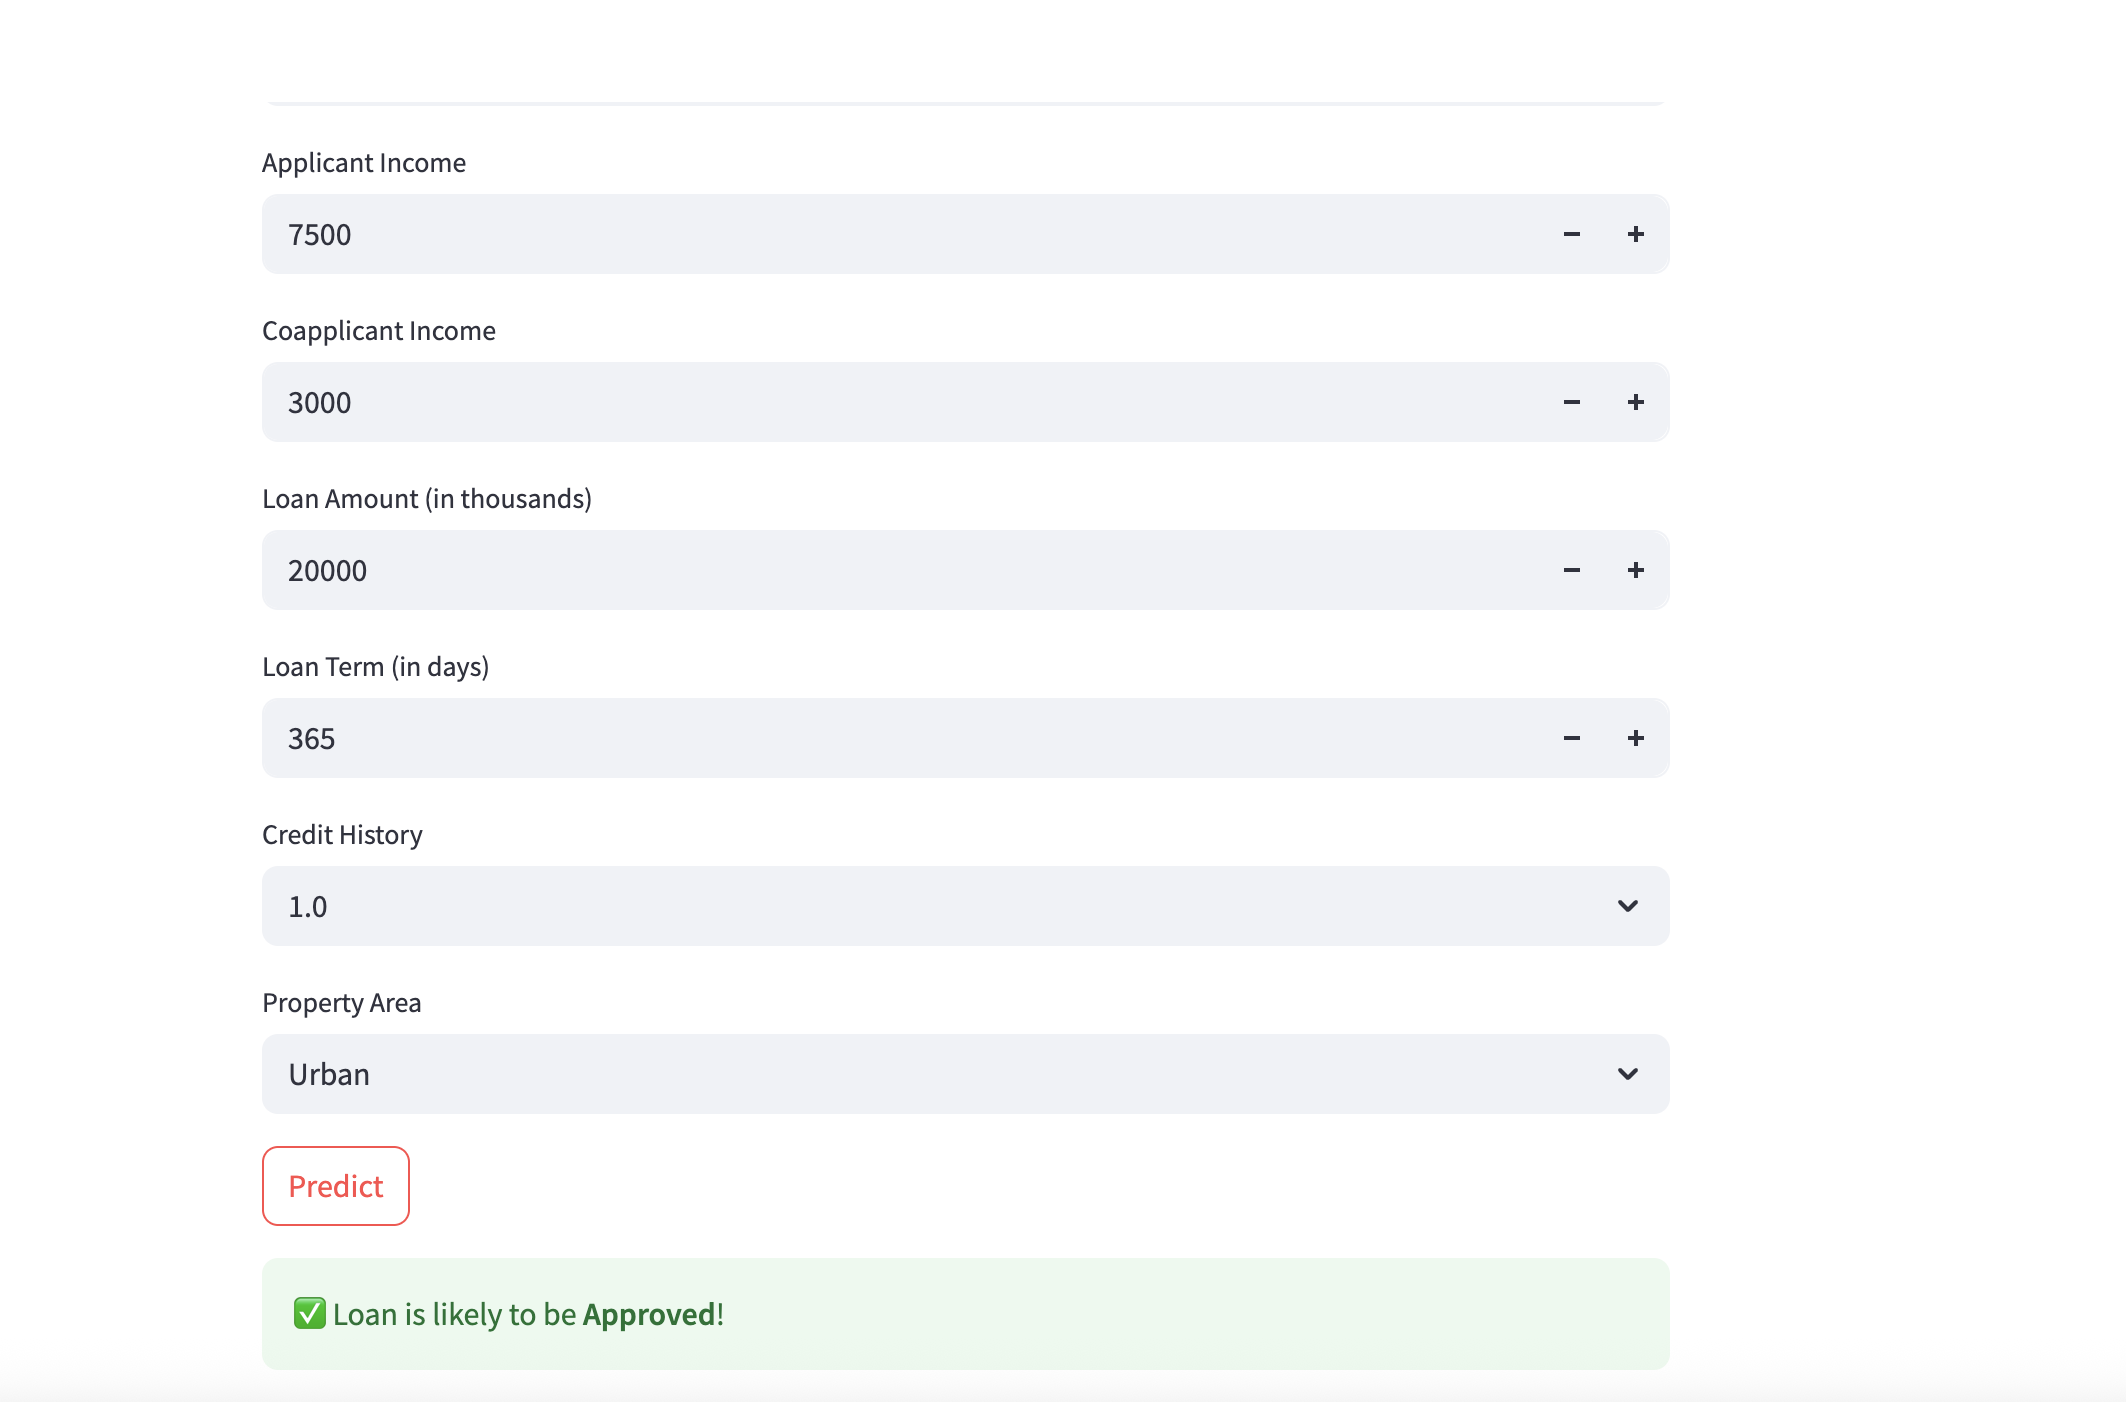 Applicant Income
7500
Coapplicant Income
3000
Loan Amount (in thousands)
20000
Loan Term (in days)
365
Credit History
1.0
Property Area
Urban
Predict
✅ Loan is likely to be Approved!